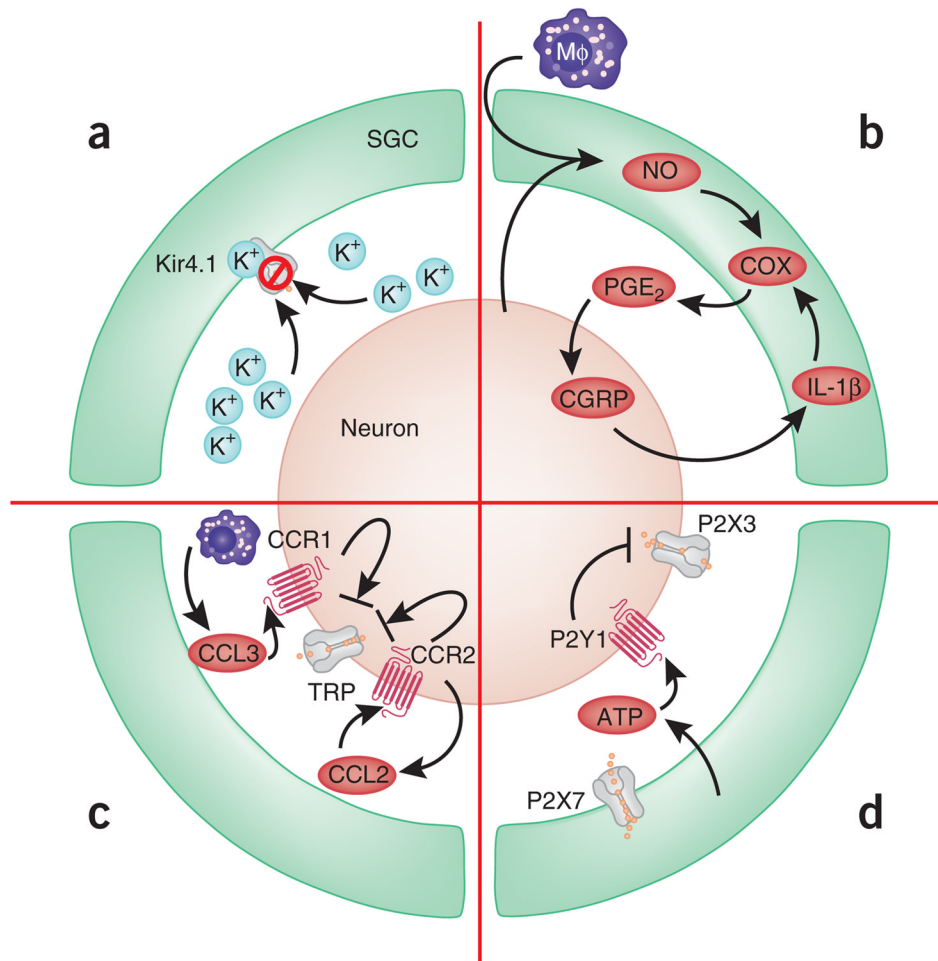 a
SGC
Kir4.1
K+
K+
K+
K+
K+
K+
K+
K+
Neuron
Mϕ
b
NO
COX
PGE₂
CGRP
IL-1β
CCR1
CCL3
TRP
CCR2
CCL2
c
P2X3
P2Y1
ATP
P2X7
d